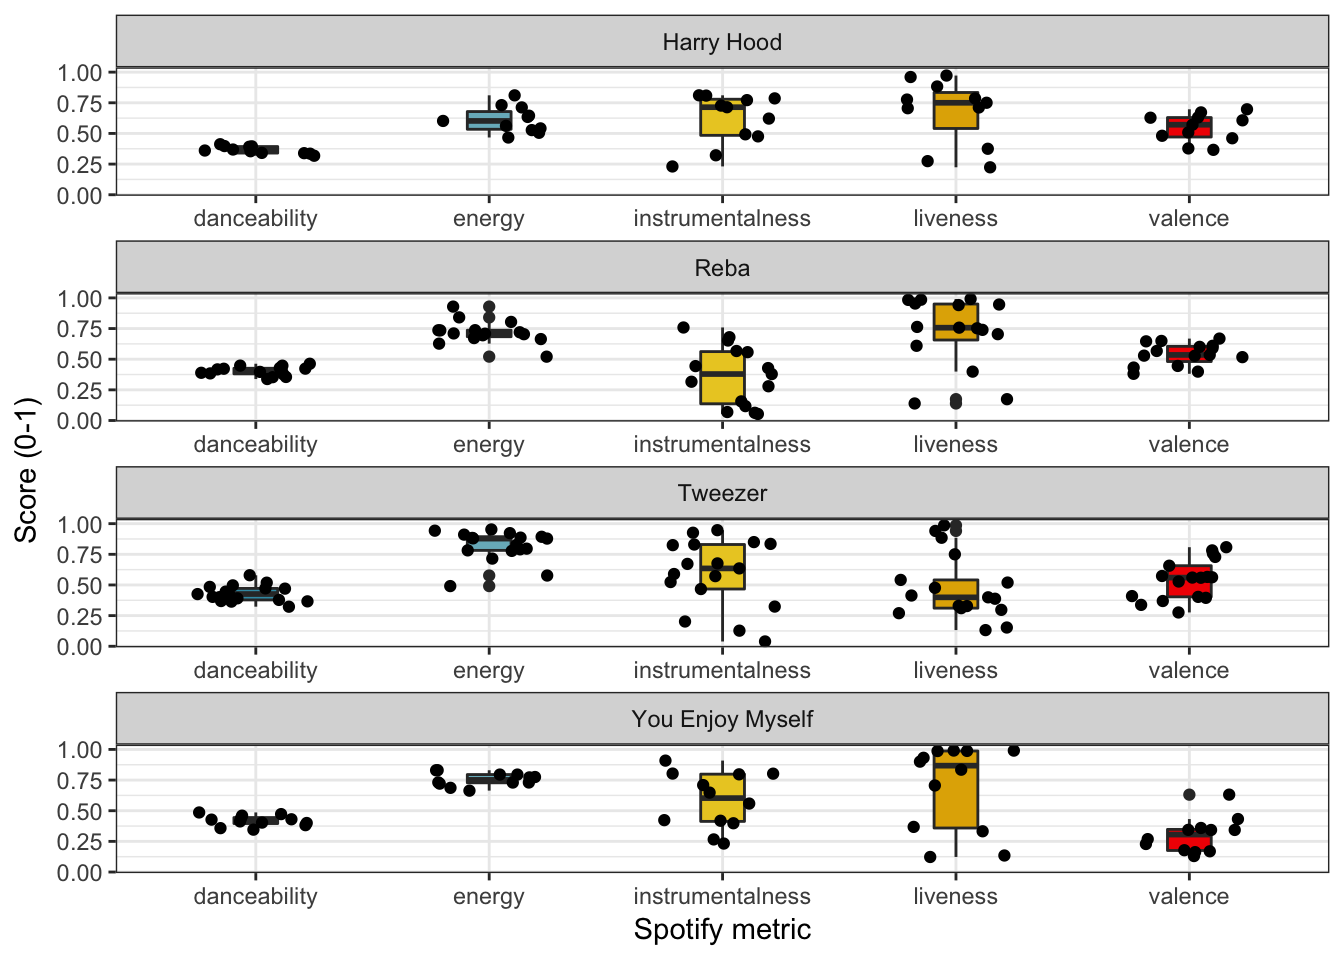 Harry Hood
1.00
0.75
0.50
0.25
0.00
danceability energy instrumentalness liveness valence
Reba
1.00
0.75
0.50
0.25
0.00
danceability energy instrumentalness liveness valence
Score (0-1)
Tweezer
1.00
0.75
0.50
0.25
0.00
danceability energy instrumentalness liveness valence
You Enjoy Myself
1.00
0.75
0.50
0.25
0.00
danceability energy instrumentalness liveness valence
Spotify metric